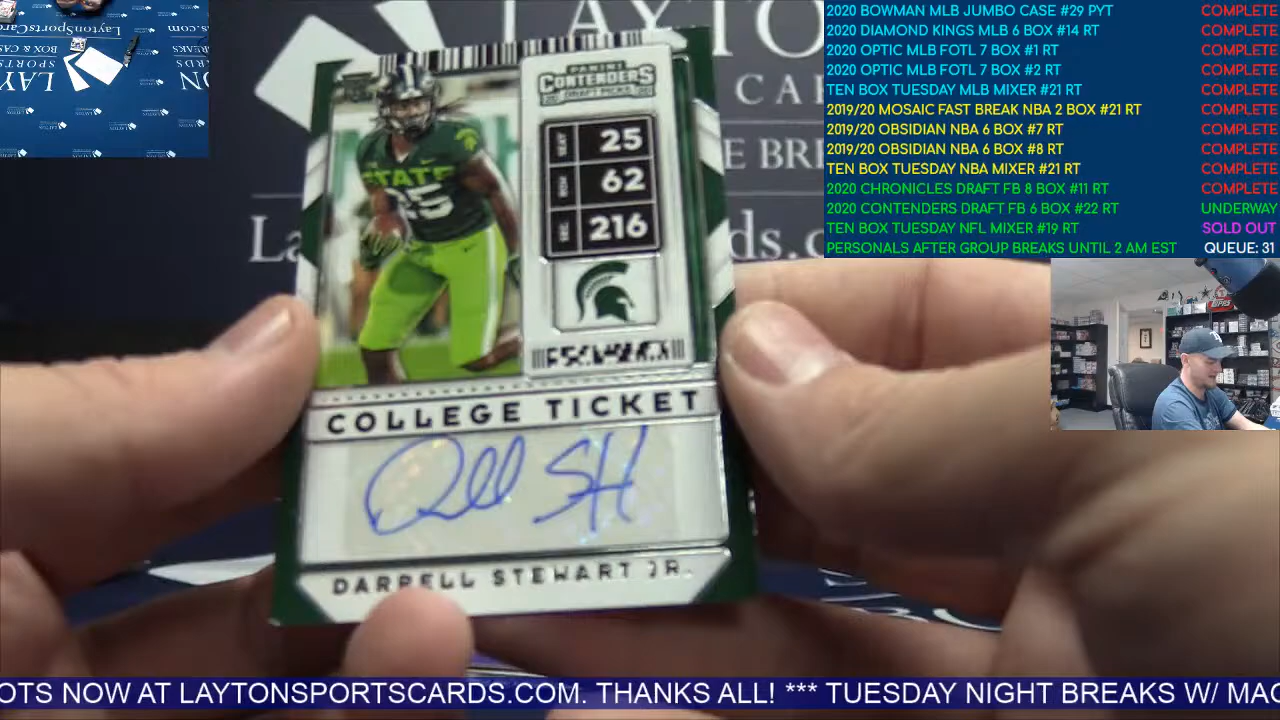 2020 BOWMAN MLB JUMBO CASE #29 PYT COMPLETE
2020 DIAMOND KINGS MLB 6 BOX #14 RT COMPLETE
2020 OPTIC MLB FOTL 7 BOX #1 RT COMPLETE
2020 OPTIC MLB FOTL 7 BOX #2 RT COMPLETE
TEN BOX TUESDAY MLB MIXER #21 RT COMPLETE
2019/20 MOSAIC FAST BREAK NBA 2 BOX #21 RT COMPLETE
2019/20 OBSIDIAN NBA 6 BOX #7 RT COMPLETE
2019/20 OBSIDIAN NBA 6 BOX #8 RT COMPLETE
TEN BOX TUESDAY NBA MIXER #21 RT COMPLETE
2020 CHRONICLES DRAFT FB 8 BOX #11 RT COMPLETE
2020 CONTENDERS DRAFT FB 6 BOX #22 RT UNDERWAY
TEN BOX TUESDAY NFL MIXER #19 RT SOLD OUT
PERSONALS AFTER GROUP BREAKS UNTIL 2 AM EST QUEUE: 31
PANINI
CONTENDERS
DRAFT PICKS
SEAT 25
ROW 62
SEC. 216
STATE
25
COLLEGE TICKET
DARRELL STEWART JR.
OTS NOW AT LAYTONSPORTSCARDS.COM. THANKS ALL! *** TUESDAY NIGHT BREAKS W/ MAC